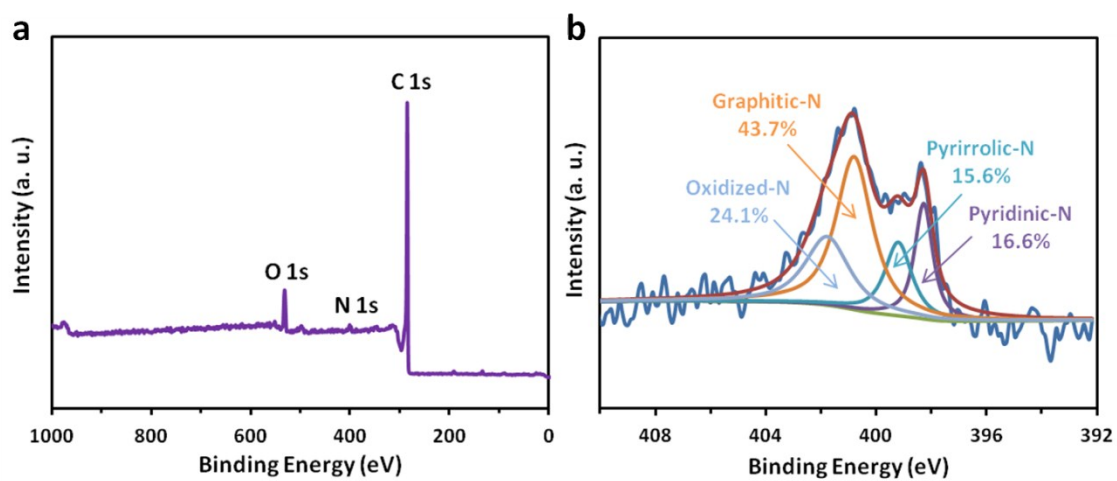 a
C 1s
O 1s
N 1s
Intensity (a. u.)
1000
800
600
400
200
0
Binding Energy (eV)
b
Graphitic-N
43.7%
Pyrirrolic-N
15.6%
Oxidized-N
24.1%
Pyridinic-N
16.6%
Intensity (a. u.)
408
404
400
396
392
Binding Energy (eV)